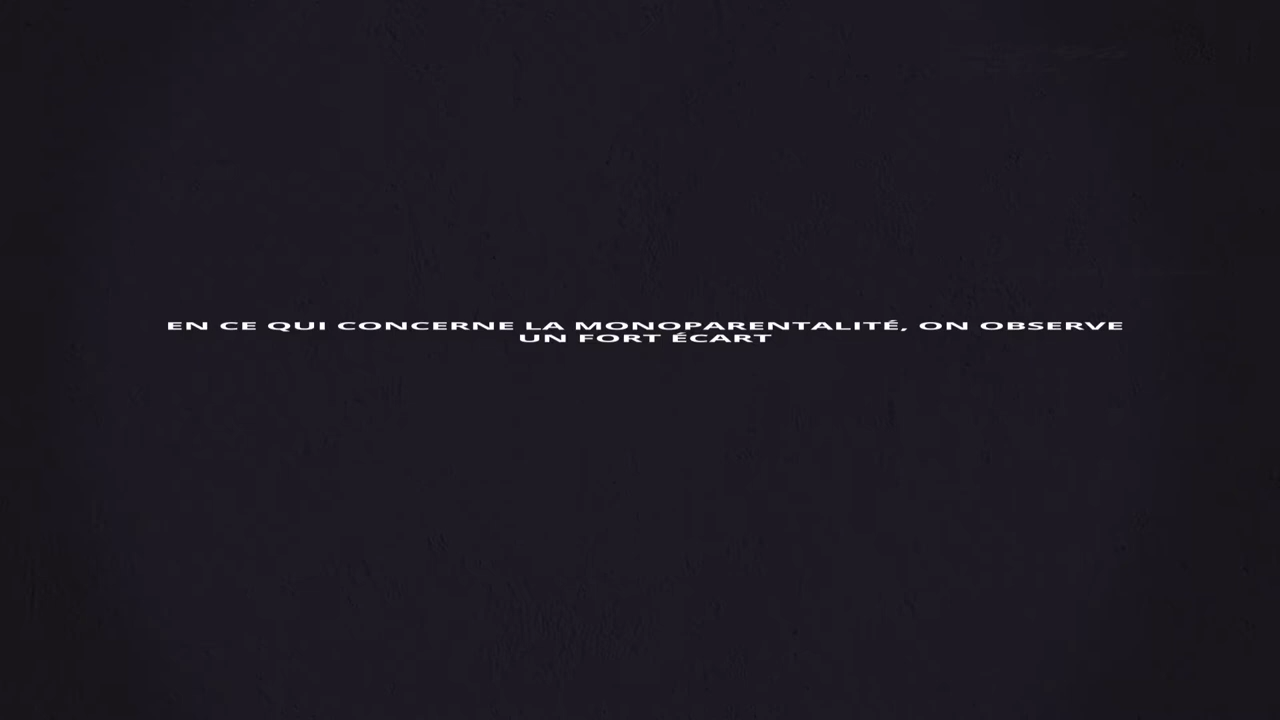 EN CE QUI CONCERNE LA MONOPARENTALITÉ, ON OBSERVE
UN FORT ÉCART